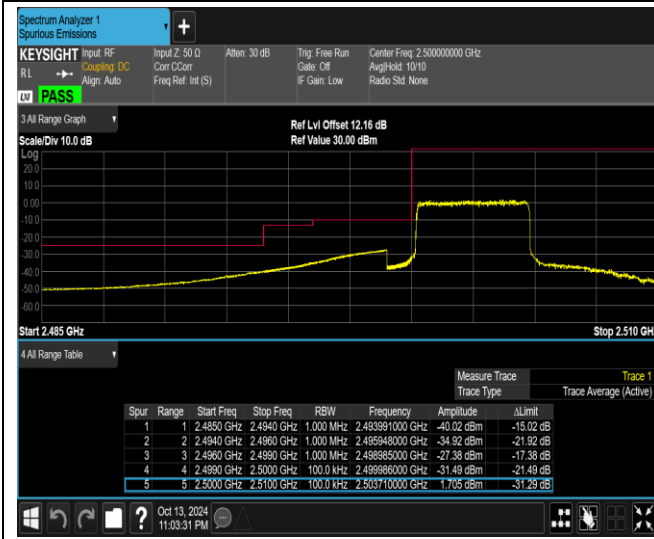 Spectrum Analyzer 1
Spurious Emissions
+
KEYSIGHT Input: RF Input Z: 50 Ω Atten: 30 dB Trig: Free Run Center Freq: 2.500000000 GHz
R L Coupling: DC Corr CCorr Gate: Off Avg|Hold: 10/10
Align: Auto Freq Ref: Int (S) IF Gain: Low Radio Std: None
LXI PASS
3 All Range Graph Ref Lvl Offset 12.16 dB
Scale/Div 10.0 dB Ref Value 30.00 dBm
Log
20.0
10.0
0.00
-10.0
-20.0
-30.0
-40.0
-50.0
-60.0
Start 2.485 GHz Stop 2.510 GH
4 All Range Table
Measure Trace Trace 1
Trace Type Trace Average (Active)
Spur Range Start Freq Stop Freq RBW Frequency Amplitude ΔLimit
1 1 2.4850 GHz 2.4940 GHz 1.000 MHz 2.493991000 GHz -40.02 dBm -15.02 dB
2 2 2.4940 GHz 2.4960 GHz 1.000 MHz 2.495948000 GHz -34.92 dBm -21.92 dB
3 3 2.4960 GHz 2.4990 GHz 1.000 MHz 2.498985000 GHz -27.38 dBm -17.38 dB
4 4 2.4990 GHz 2.5000 GHz 100.0 kHz 2.499986000 GHz -31.49 dBm -21.49 dB
5 5 2.5000 GHz 2.5100 GHz 100.0 kHz 2.503710000 GHz 1.705 dBm -31.29 dB
? Oct 13, 2024
11:03:31 PM